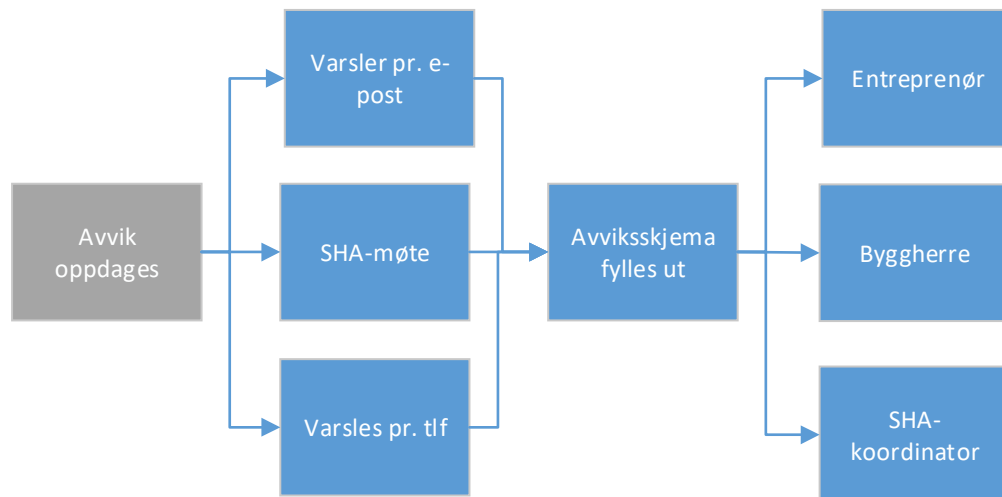 Avvik
oppdages
Varsler pr. e-
post
SHA-møte
Varsles pr. tlf
Avviksskjema
fylles ut
Entreprenør
Byggherre
SHA-
koordinator